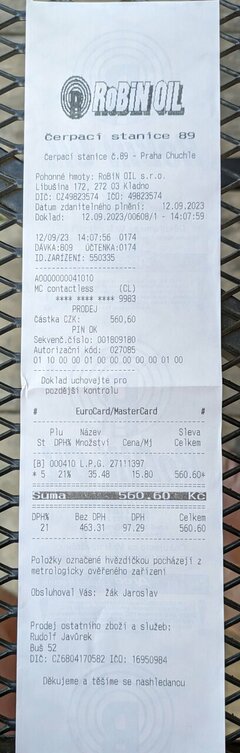 RoBiN OIL
Čerpací stanice 89
Čerpací stanice č.89 - Praha Chuchle
Pohonné hmoty: RoBiN OIL s.r.o.
Libušina 172, 272 03 Kladno
DIČ: CZ49823574 IČO: 49823574
Datum zdanitelného plnění: 12.09.2023
Doklad: 12.09.2023/00608/1 - 14:07:59
12/09/23 14:07:56 0174
DÁVKA:809 ÚČTENKA:0174
ID.ZAŘÍZENÍ: 550335
A0000000041010
MC contactless (CL)
**** **** **** 9983
PRODEJ
Částka CZK: 560,60
PIN OK
Sekvenč.číslo: 001809180
Autorizační kód: 027085
01 10 00 00 01 00 00 00 00 00 01 00
Doklad uchovejte pro
pozdější kontrolu
# EuroCard/MasterCard #
Plu Název Sleva
St DPH% Množství Cena/Mj Celkem
[B] 000410 L.P.G. 27111397
* 5 21% 35.48 15.80 560.60*
Suma 560.60 Kč
DPH% Bez DPH DPH Celkem
21 463.31 97.29 560.60
Položky označené hvězdičkou pocházejí z
metrologicky ověřeného zařízení
Obsluhoval Vás: Žák Jaroslav
Prodej ostatního zboží a služeb:
Rudolf Javůrek
Buš 52
DIČ: CZ6804170582 IČO: 16950984
Děkujeme a těšíme se nashledanou